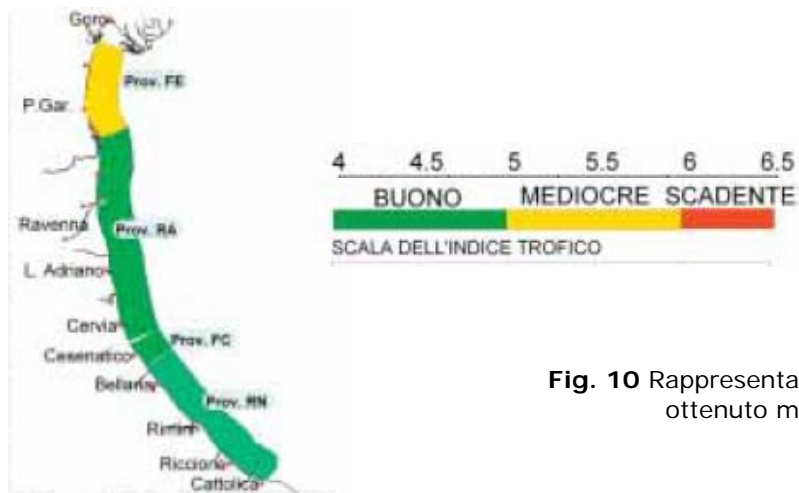 Goro
Prov. FE
P.Gar.
Ravenna
Prov. RA
L. Adriano
Cervia
Prov. FC
Cesenatico
Bellaria
Prov. RN
Rimini
Riccione
Cattolica
4 4.5 5 5.5 6 6.5
BUONO MEDIOCRE SCADENTE
SCALA DELL'INDICE TROFICO
Fig. 10 Rappresenta
ottenuto m